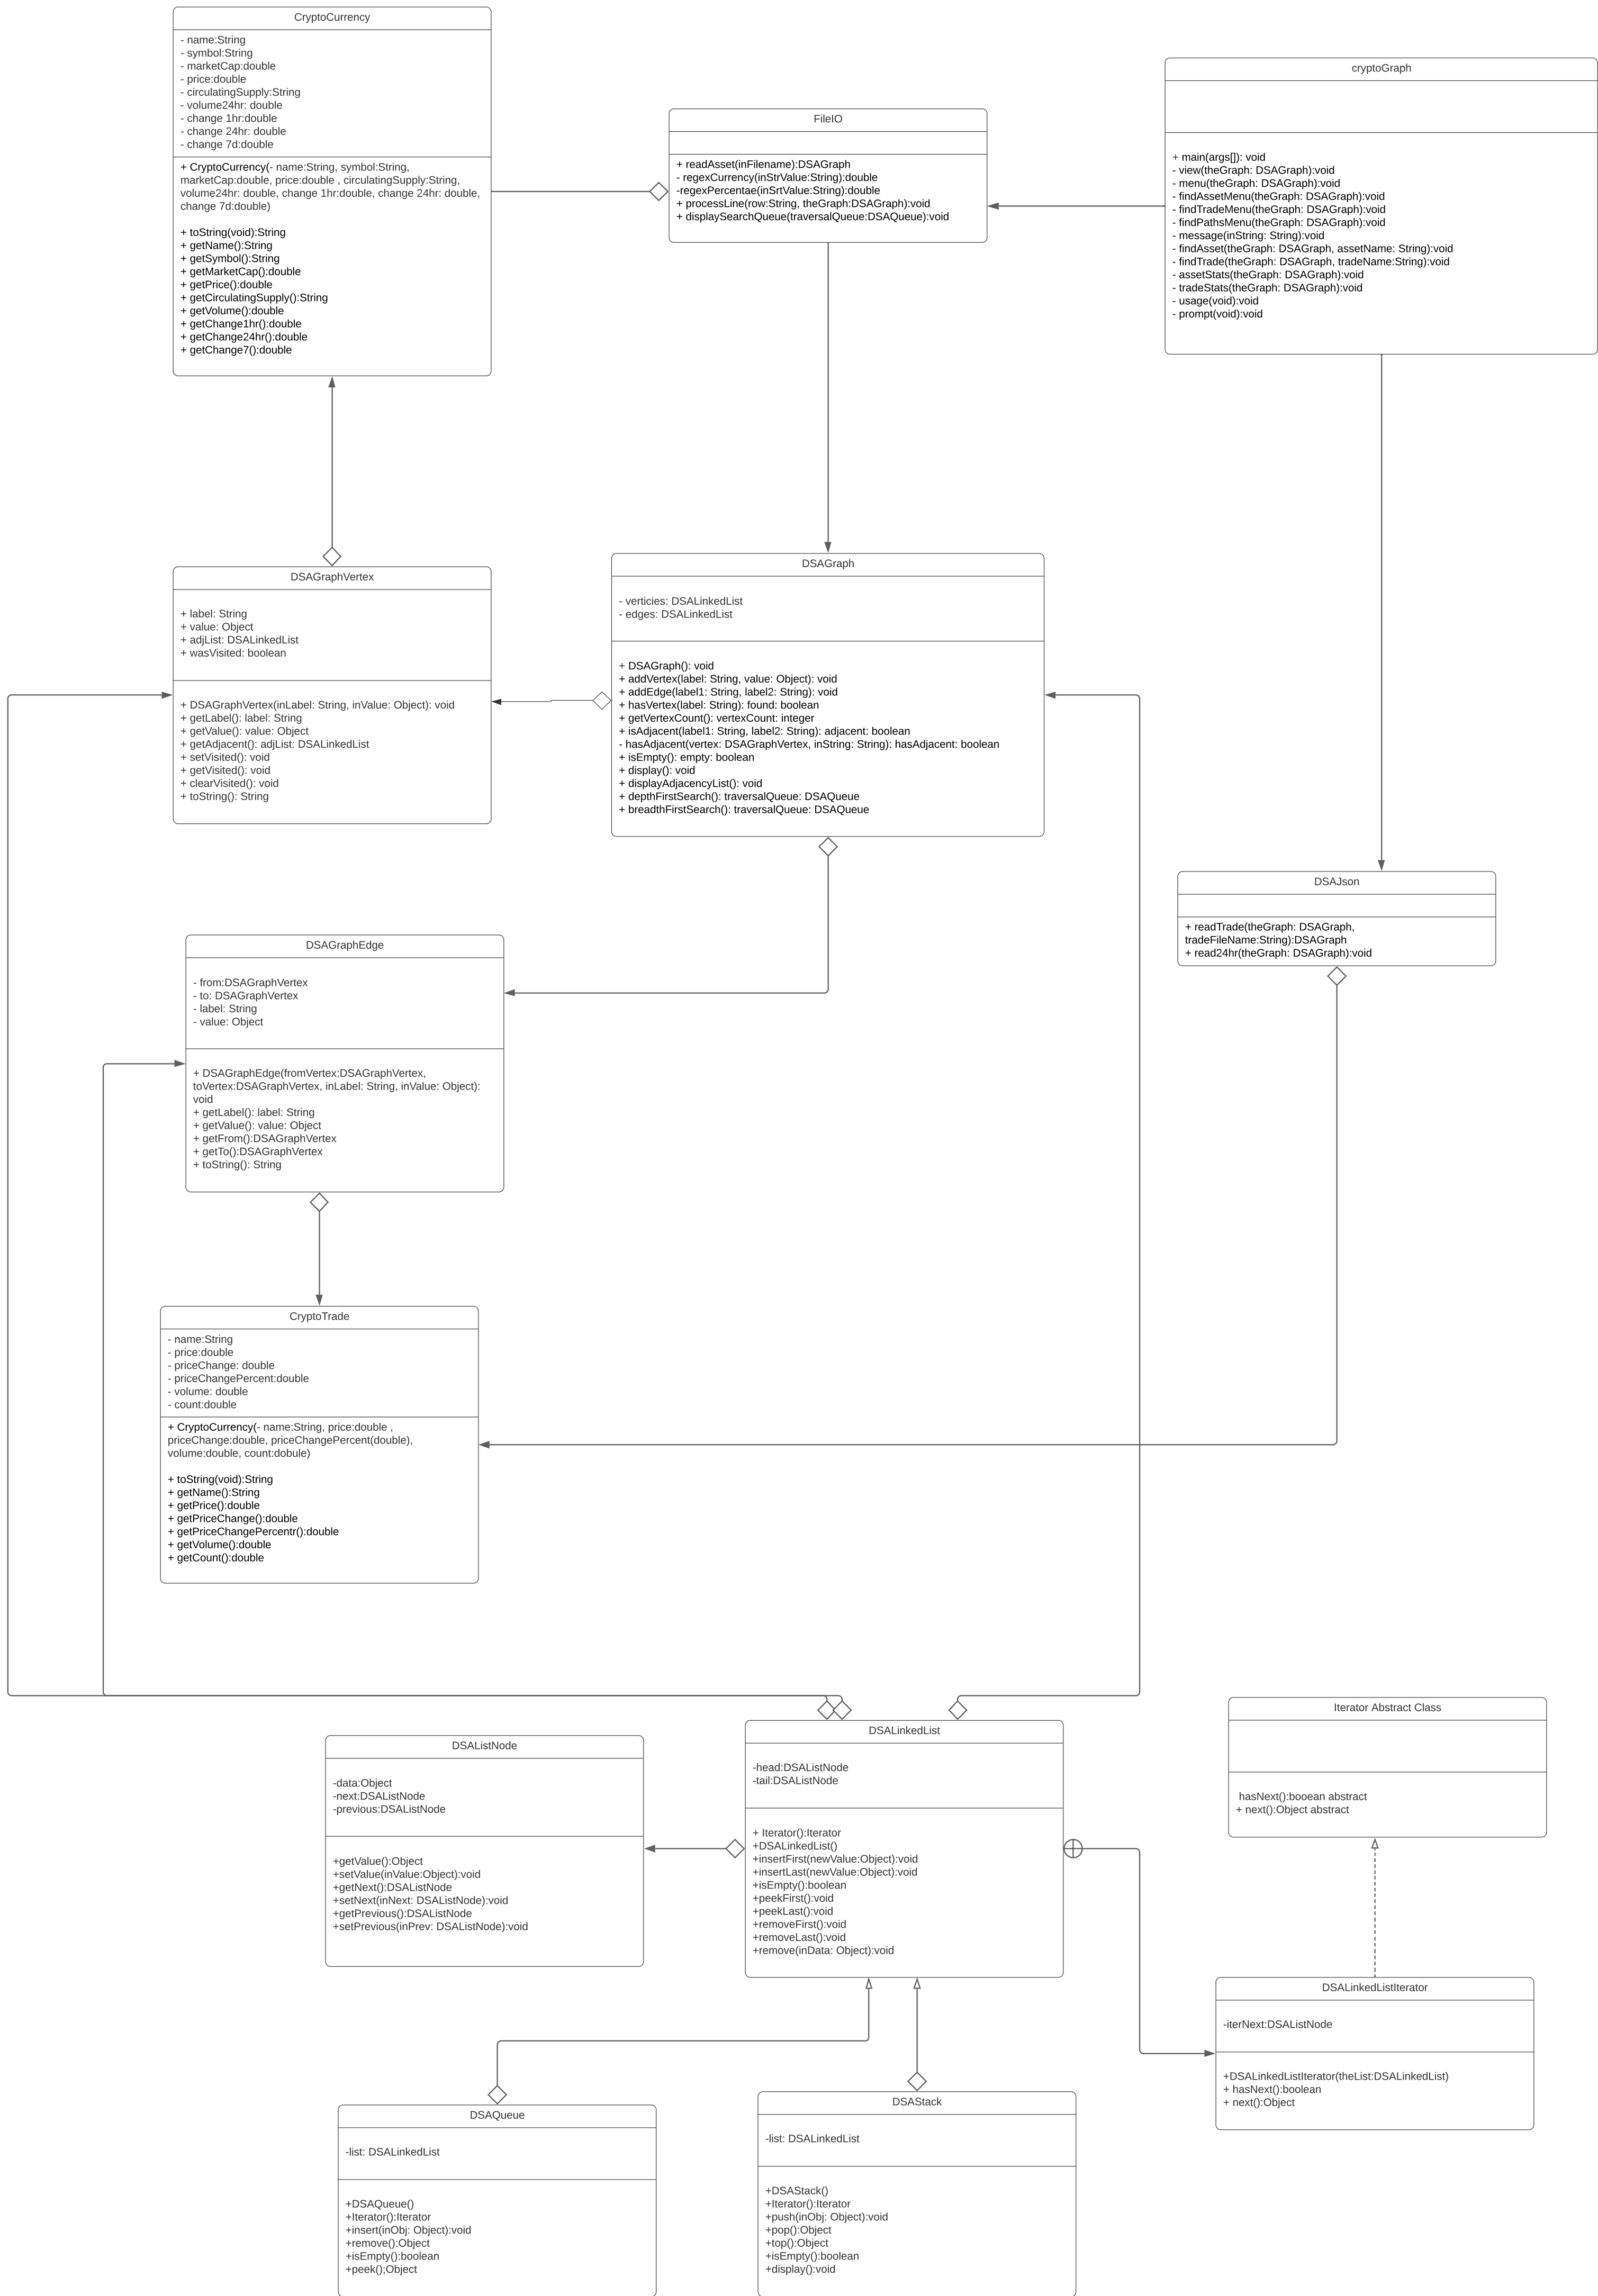 CryptoCurrency
- name:String
- symbol:String
- marketCap:double
- price:double
- circulatingSupply:String
- volume24hr: double
- change 1hr:double
- change 24hr: double
- change 7d:double
+ CryptoCurrency(- name:String, symbol:String,
marketCap:double, price:double , circulatingSupply:String,
volume24hr: double, change 1hr:double, change 24hr: double,
change 7d:double)
+ toString(void):String
+ getName():String
+ getSymbol():String
+ getMarketCap():double
+ getPrice():double
+ getCirculatingSupply():String
+ getVolume():double
+ getChange1hr():double
+ getChange24hr():double
+ getChange7():double
FileIO
+ readAsset(inFilename):DSAGraph
- regexCurrency(inStrValue:String):double
-regexPercentae(inSrtValue:String):double
+ processLine(row:String, theGraph:DSAGraph):void
+ displaySearchQueue(traversalQueue:DSAQueue):void
cryptoGraph
+ main(args[]): void
- view(theGraph: DSAGraph):void
- menu(theGraph: DSAGraph):void
- findAssetMenu(theGraph: DSAGraph):void
- findTradeMenu(theGraph: DSAGraph):void
- findPathsMenu(theGraph: DSAGraph):void
- message(inString: String):void
- findAsset(theGraph: DSAGraph, assetName: String):void
- findTrade(theGraph: DSAGraph, tradeName:String):void
- assetStats(theGraph: DSAGraph):void
- tradeStats(theGraph: DSAGraph):void
- usage(void):void
- prompt(void):void
DSAGraphVertex
+ label: String
+ value: Object
+ adjList: DSALinkedList
+ wasVisited: boolean
+ DSAGraphVertex(inLabel: String, inValue: Object): void
+ getLabel(): label: String
+ getValue(): value: Object
+ getAdjacent(): adjList: DSALinkedList
+ setVisited(): void
+ getVisited(): void
+ clearVisited(): void
+ toString(): String
DSAGraph
- verticies: DSALinkedList
- edges: DSALinkedList
+ DSAGraph(): void
+ addVertex(label: String, value: Object): void
+ addEdge(label1: String, label2: String): void
+ hasVertex(label: String): found: boolean
+ getVertexCount(): vertexCount: integer
+ isAdjacent(label1: String, label2: String): adjacent: boolean
- hasAdjacent(vertex: DSAGraphVertex, inString: String): hasAdjacent: boolean
+ isEmpty(): empty: boolean
+ display(): void
+ displayAdjacencyList(): void
+ depthFirstSearch(): traversalQueue: DSAQueue
+ breadthFirstSearch(): traversalQueue: DSAQueue
DSAJson
+ readTrade(theGraph: DSAGraph,
tradeFileName:String):DSAGraph
+ read24hr(theGraph: DSAGraph):void
DSAGraphEdge
- from:DSAGraphVertex
- to: DSAGraphVertex
- label: String
- value: Object
+ DSAGraphEdge(fromVertex:DSAGraphVertex,
toVertex:DSAGraphVertex, inLabel: String, inValue: Object):
void
+ getLabel(): label: String
+ getValue(): value: Object
+ getFrom():DSAGraphVertex
+ getTo():DSAGraphVertex
+ toString(): String
CryptoTrade
- name:String
- price:double
- priceChange: double
- priceChangePercent:double
- volume: double
- count:double
+ CryptoCurrency(- name:String, price:double ,
priceChange:double, priceChangePercent(double),
volume:double, count:dobule)
+ toString(void):String
+ getName():String
+ getPrice():double
+ getPriceChange():double
+ getPriceChangePercentr():double
+ getVolume():double
+ getCount():double
DSAListNode
-data:Object
-next:DSAListNode
-previous:DSAListNode
+getValue():Object
+setValue(inValue:Object):void
+getNext():DSAListNode
+setNext(inNext: DSAListNode):void
+getPrevious():DSAListNode
+setPrevious(inPrev: DSAListNode):void
DSALinkedList
-head:DSAListNode
-tail:DSAListNode
+ Iterator():Iterator
+DSALinkedList()
+insertFirst(newValue:Object):void
+insertLast(newValue:Object):void
+isEmpty():boolean
+peekFirst():void
+peekLast():void
+removeFirst():void
+removeLast():void
+remove(inData: Object):void
Iterator Abstract Class
hasNext():booean abstract
+ next():Object abstract
DSALinkedListIterator
-iterNext:DSAListNode
+DSALinkedListIterator(theList:DSALinkedList)
+ hasNext():boolean
+ next():Object
DSAQueue
-list: DSALinkedList
+DSAQueue()
+Iterator():Iterator
+insert(inObj: Object):void
+remove():Object
+isEmpty():boolean
+peek();Object
DSAStack
-list: DSALinkedList
+DSAStack()
+Iterator():Iterator
+push(inObj: Object):void
+pop():Object
+top():Object
+isEmpty():boolean
+display():void